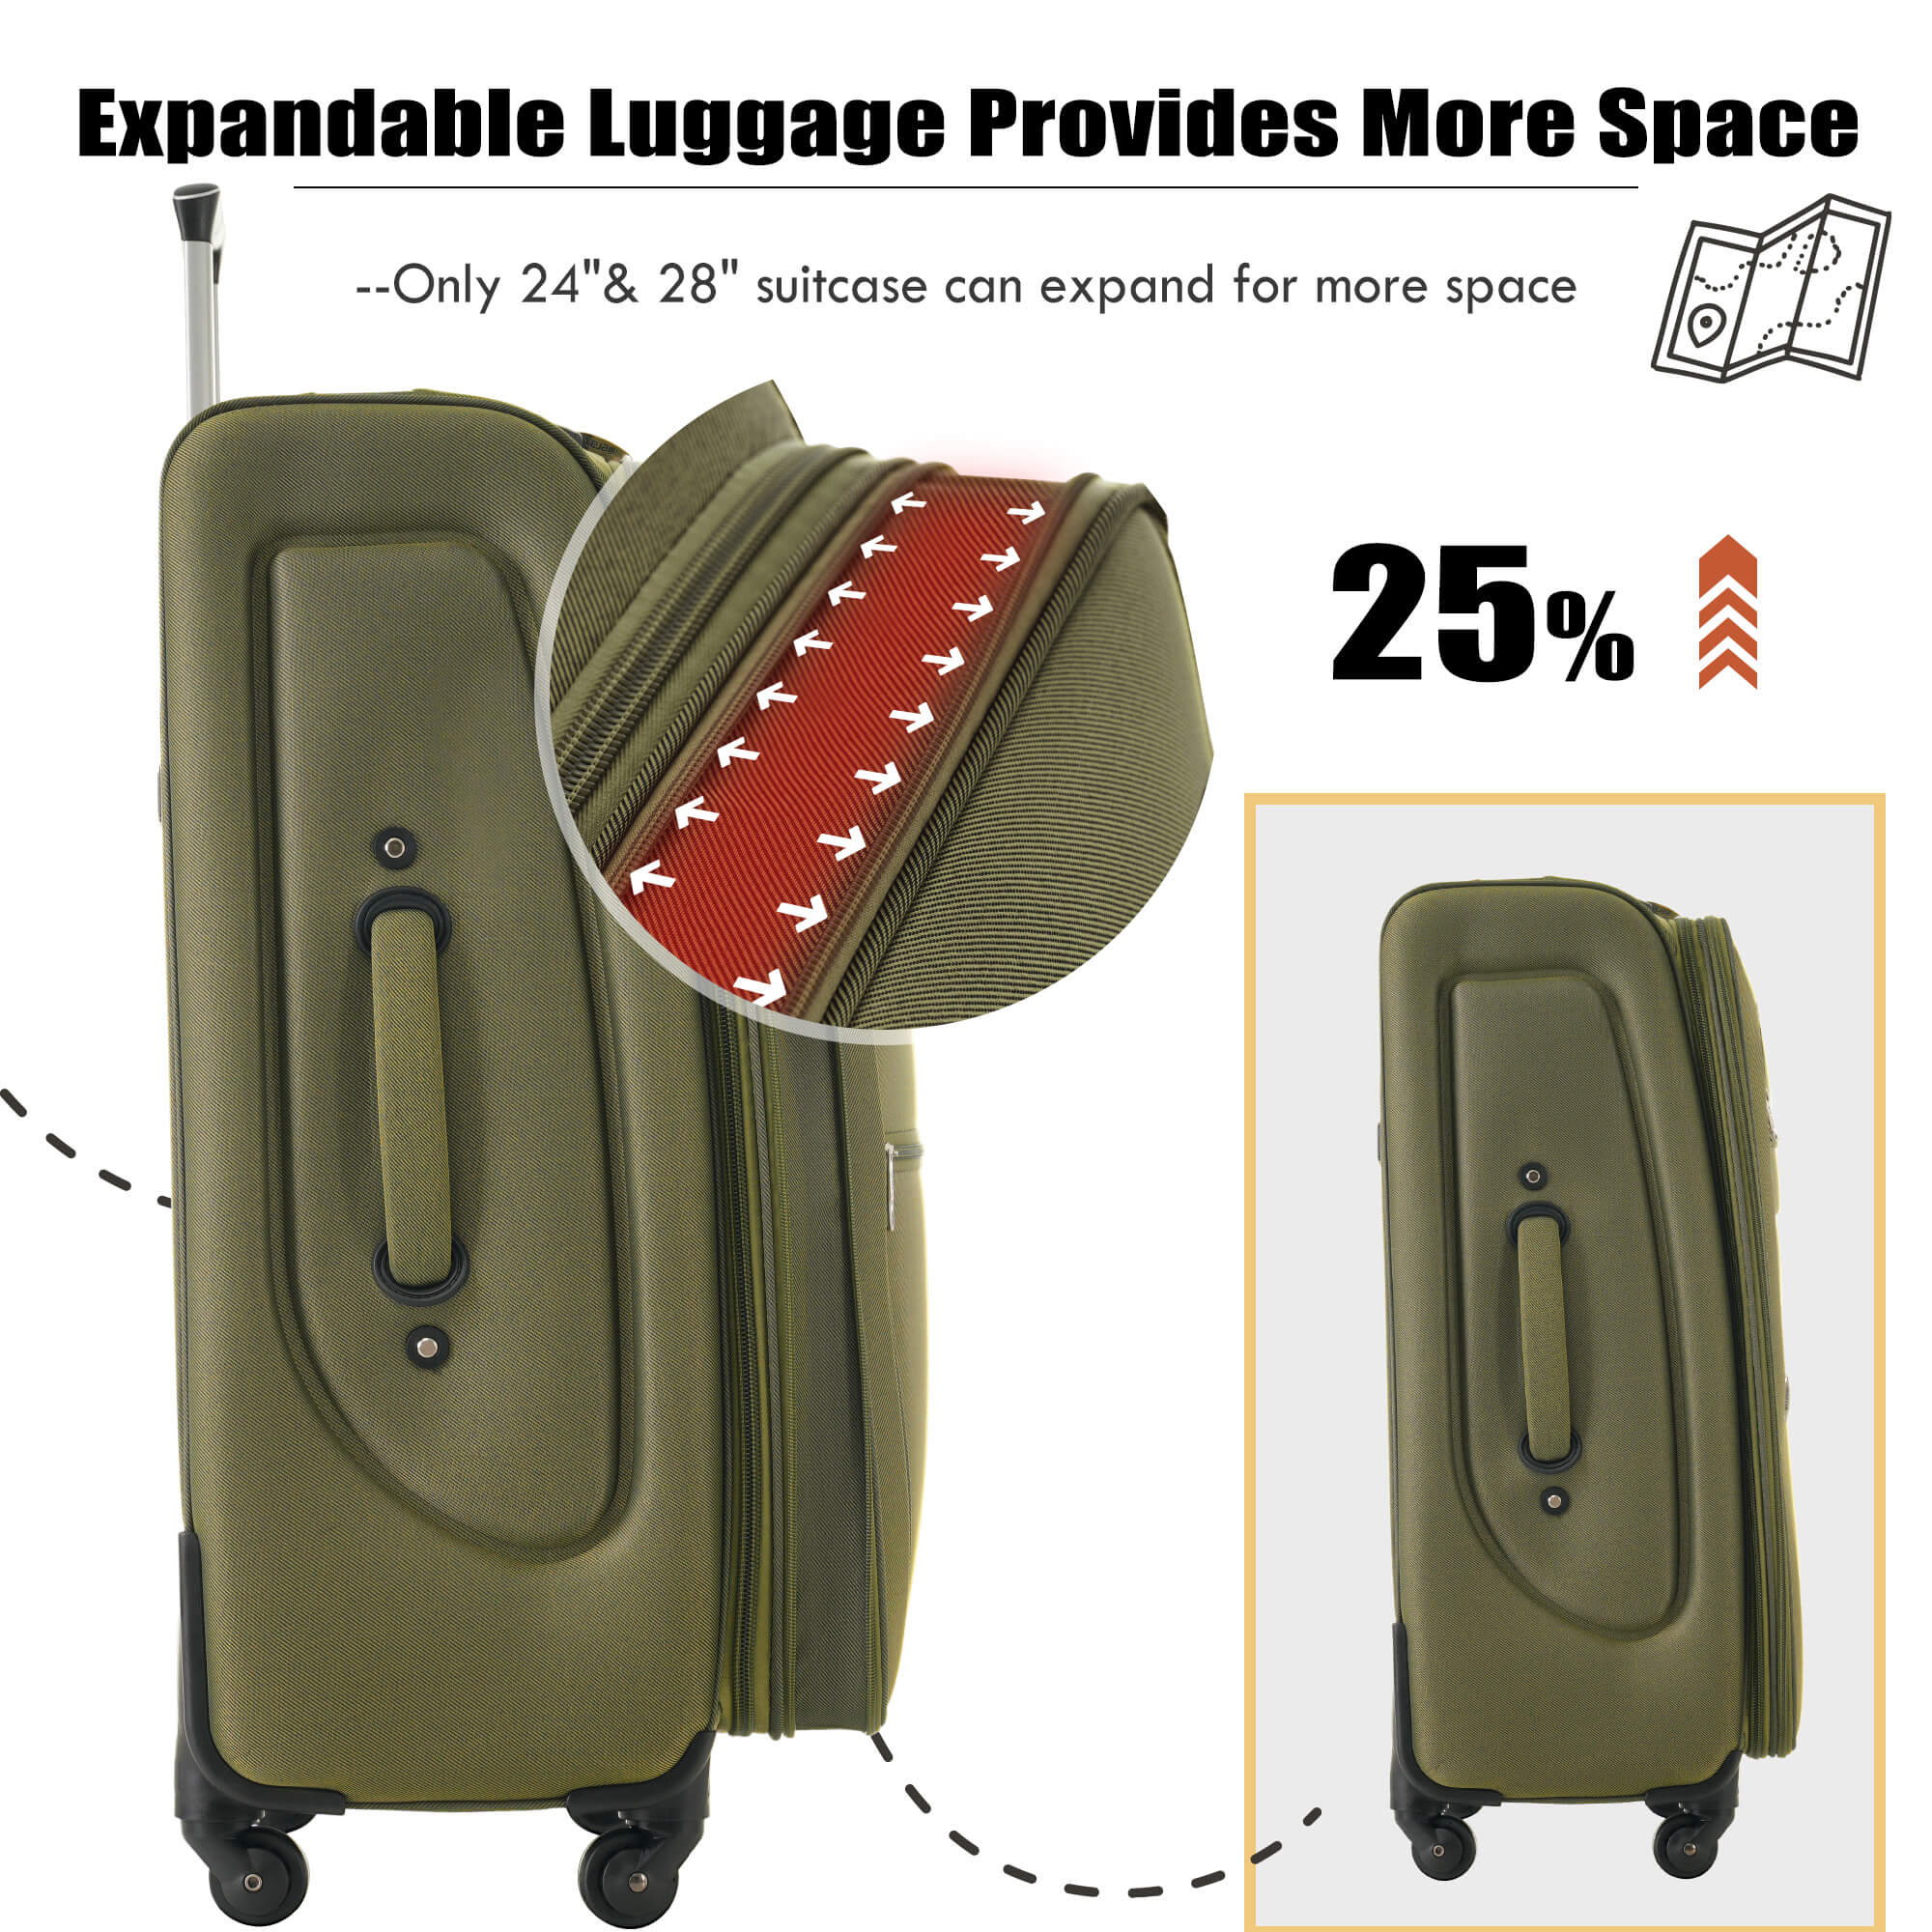 Expandable Luggage Provides More Space
--Only 24"& 28" suitcase can expand for more space
25%